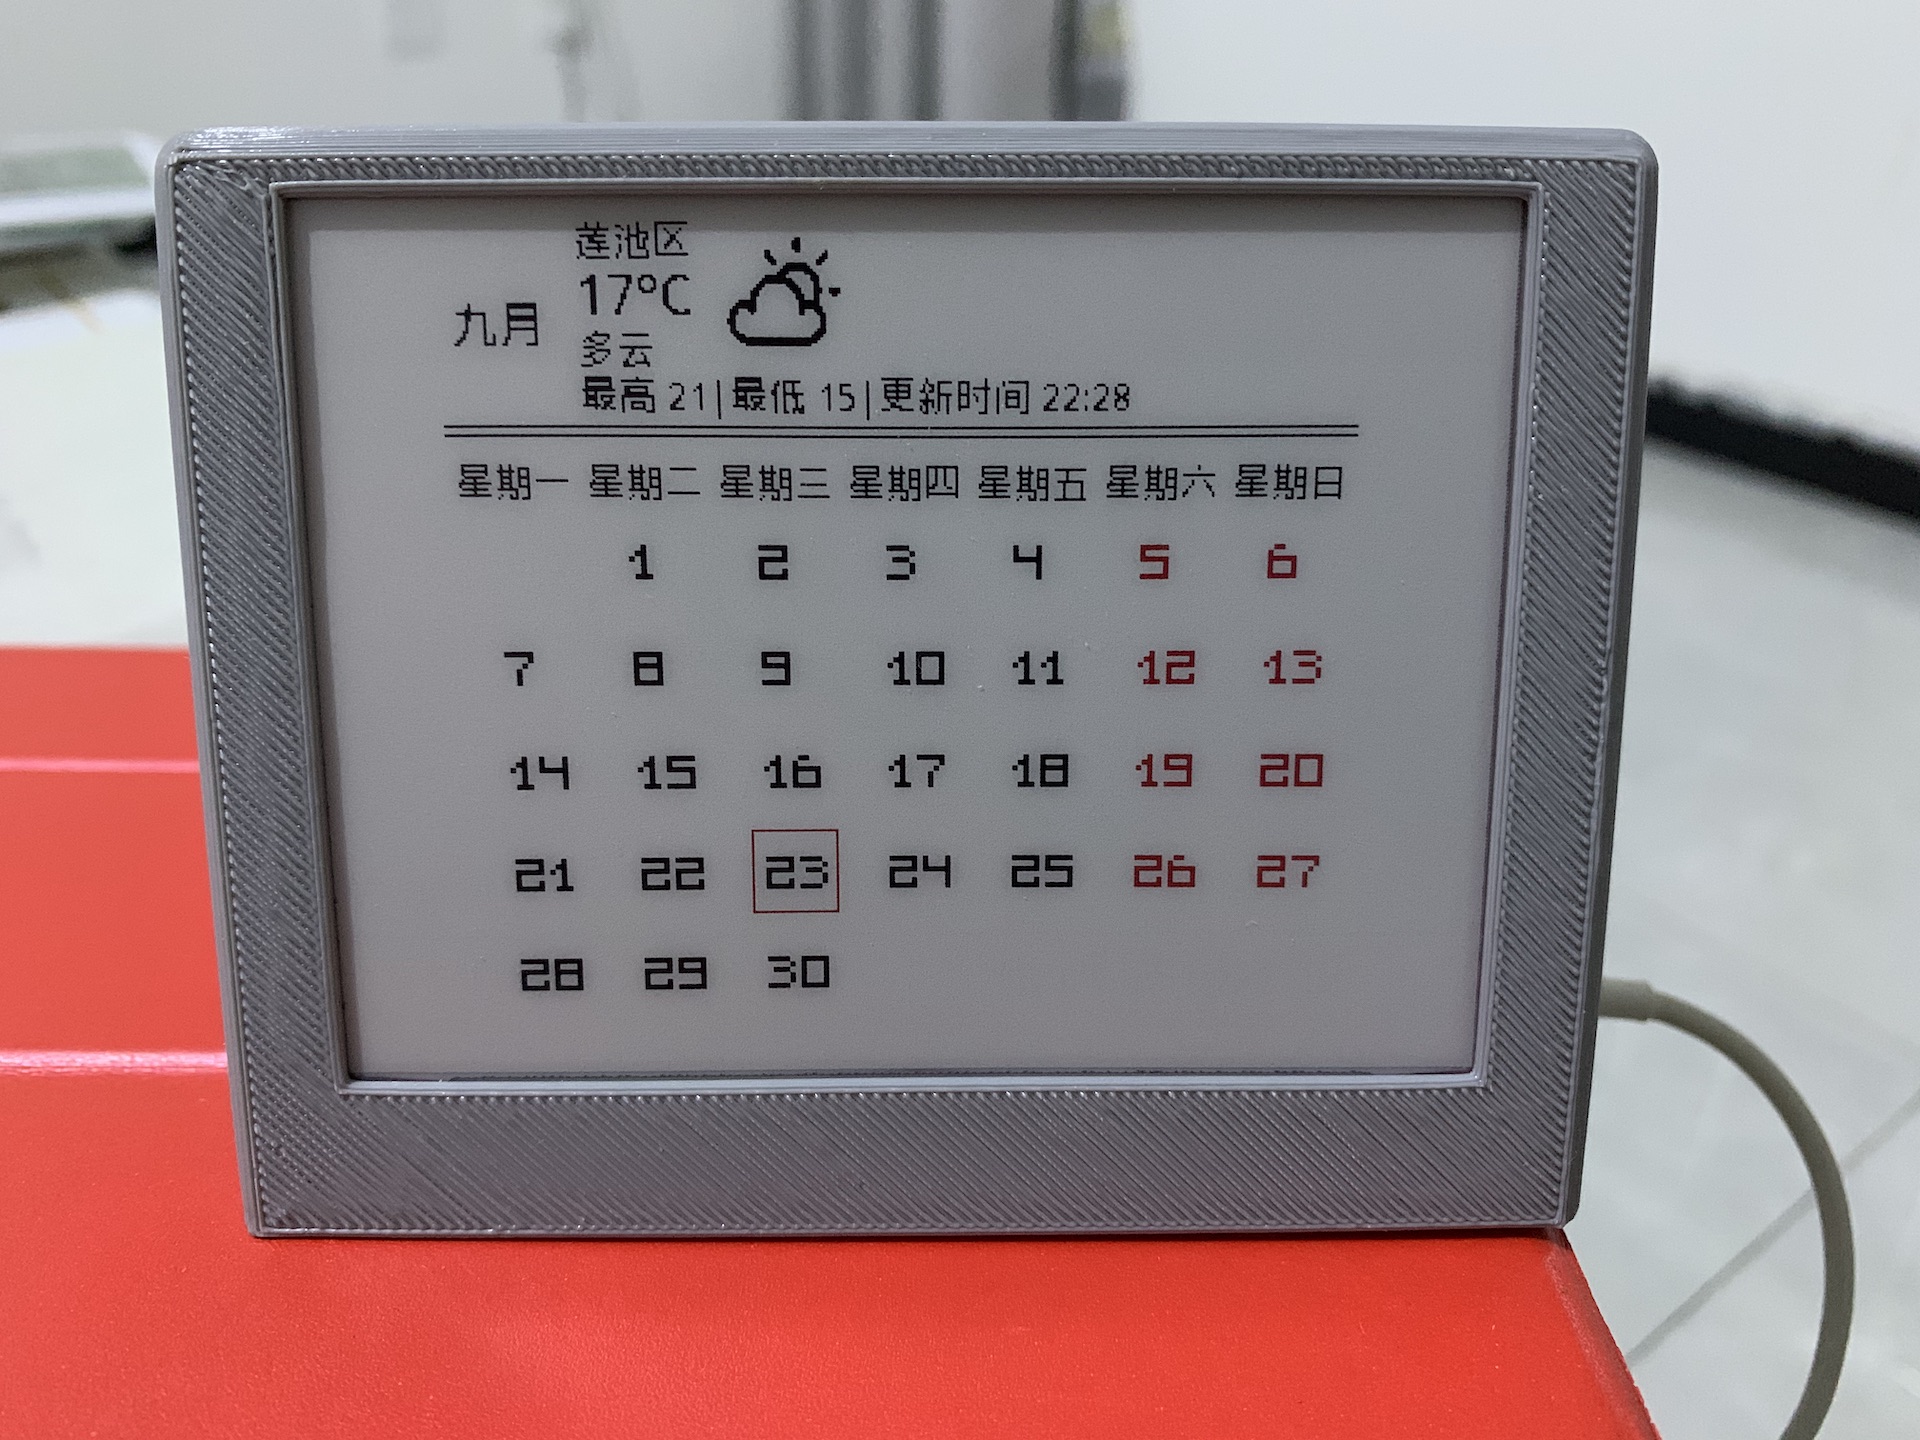 莲池区
17°C
九月
多云
最高 21|最低 15|更新时间 22:28
星期一 星期二 星期三 星期四 星期五 星期六 星期日
1 2 3 4 5 6
7 8 9 10 11 12 13
14 15 16 17 18 19 20
21 22 23 24 25 26 27
28 29 30